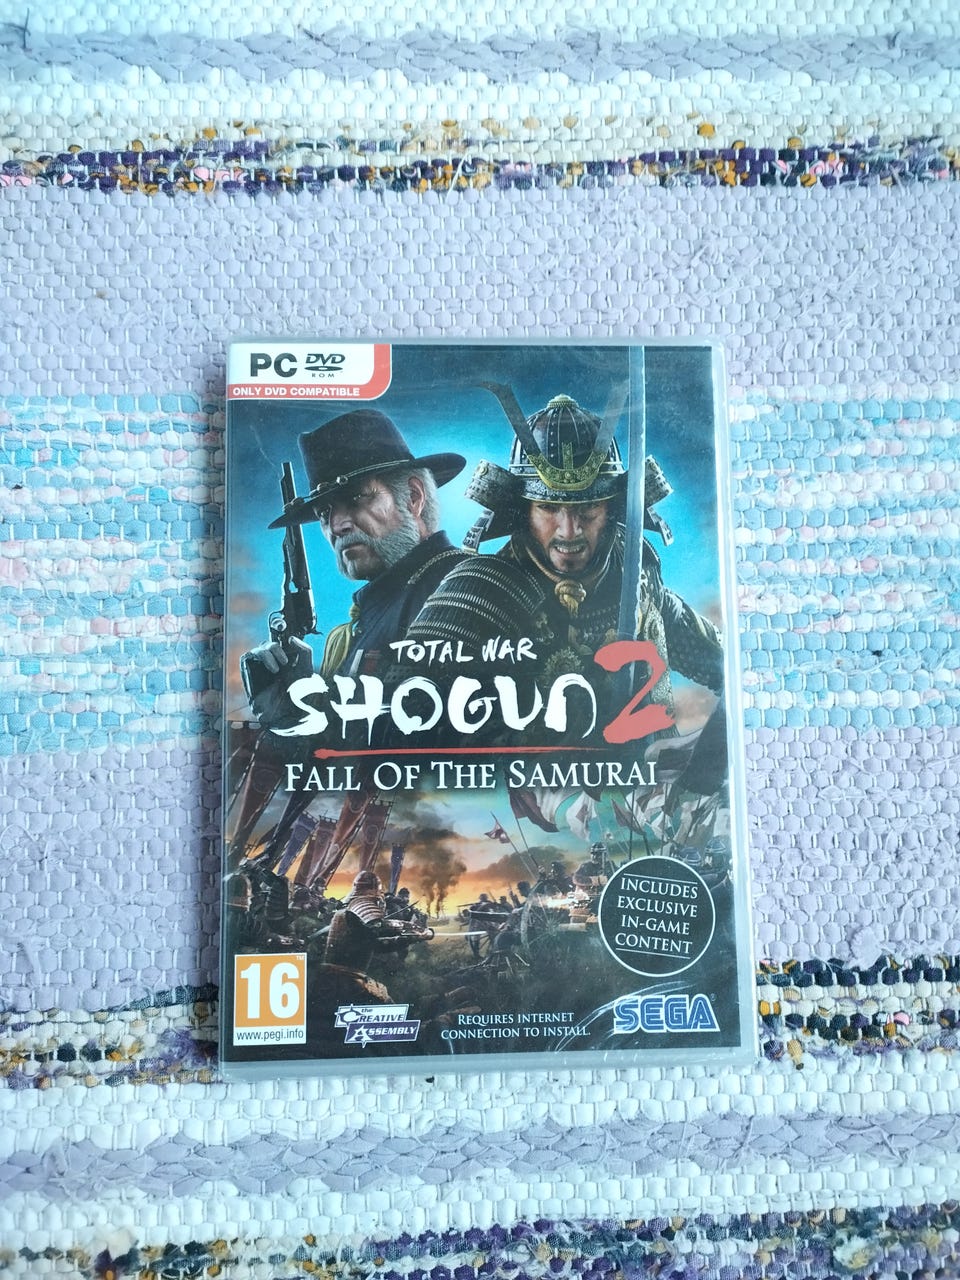 PC DVD
ROM
ONLY DVD COMPATIBLE
TOTAL WAR
SHOGUN 2
FALL OF THE SAMURAI
INCLUDES
EXCLUSIVE
IN-GAME
CONTENT
16™
www.pegi.info
the
CREATIVE
ASSEMBLY
REQUIRES INTERNET
CONNECTION TO INSTALL.
SEGA®